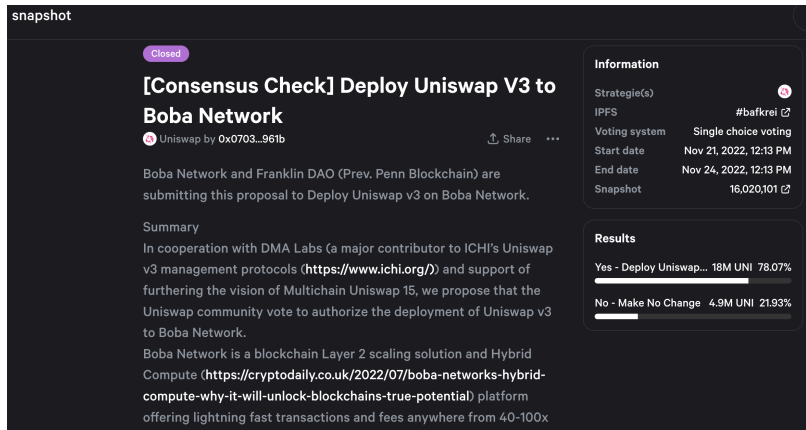 snapshot
Closed
[Consensus Check] Deploy Uniswap V3 to
Boba Network
Uniswap by 0x0703...961b
Share
Boba Network and Franklin DAO (Prev. Penn Blockchain) are
submitting this proposal to Deploy Uniswap v3 on Boba Network.
Summary
In cooperation with DMA Labs (a major contributor to ICHI's Uniswap
v3 management protocols (https://www.ichi.org/)) and support of
furthering the vision of Multichain Uniswap 15, we propose that the
Uniswap community vote to authorize the deployment of Uniswap v3
to Boba Network.
Boba Network is a blockchain Layer 2 scaling solution and Hybrid
Compute (https://cryptodaily.co.uk/2022/07/boba-networks-hybrid-
compute-why-it-will-unlock-blockchains-true-potential) platform
offering lightning fast transactions and fees anywhere from 40-100x
Information
Strategie(s)
IPFS #bafkrei
Voting system Single choice voting
Start date Nov 21, 2022, 12:13 PM
End date Nov 24, 2022, 12:13 PM
Snapshot 16,020,101
Results
Yes - Deploy Uniswap... 18M UNI 78.07%
No - Make No Change 4.9M UNI 21.93%